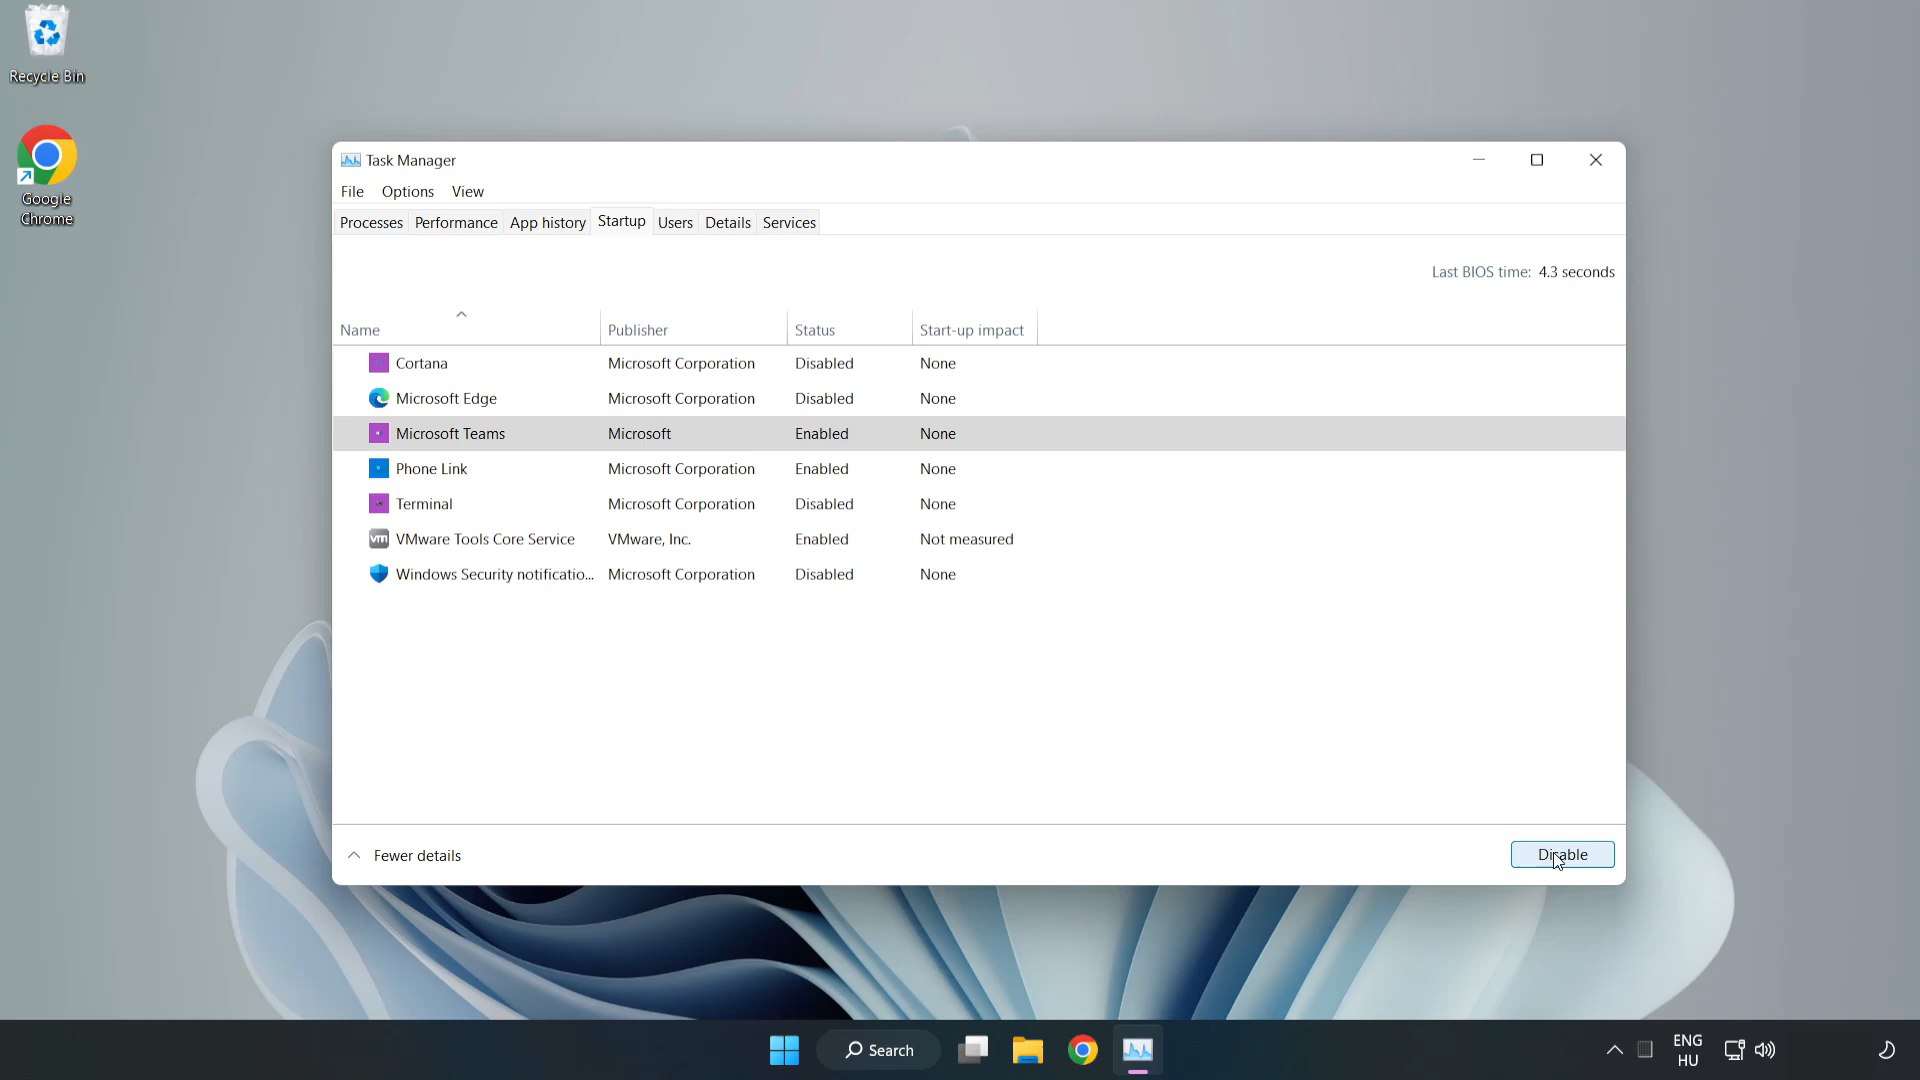 Recycle Bin
Google
Chrome
Task Manager
File Options View
Processes Performance App history Startup Users Details Services
Last BIOS time: 4.3 seconds
Name Publisher Status Start-up impact
Cortana Microsoft Corporation Disabled None
Microsoft Edge Microsoft Corporation Disabled None
Microsoft Teams Microsoft Enabled None
Phone Link Microsoft Corporation Enabled None
Terminal Microsoft Corporation Disabled None
vm VMware Tools Core Service VMware, Inc. Enabled Not measured
Windows Security notificatio... Microsoft Corporation Disabled None
Fewer details
Disable
Search
ENG
HU